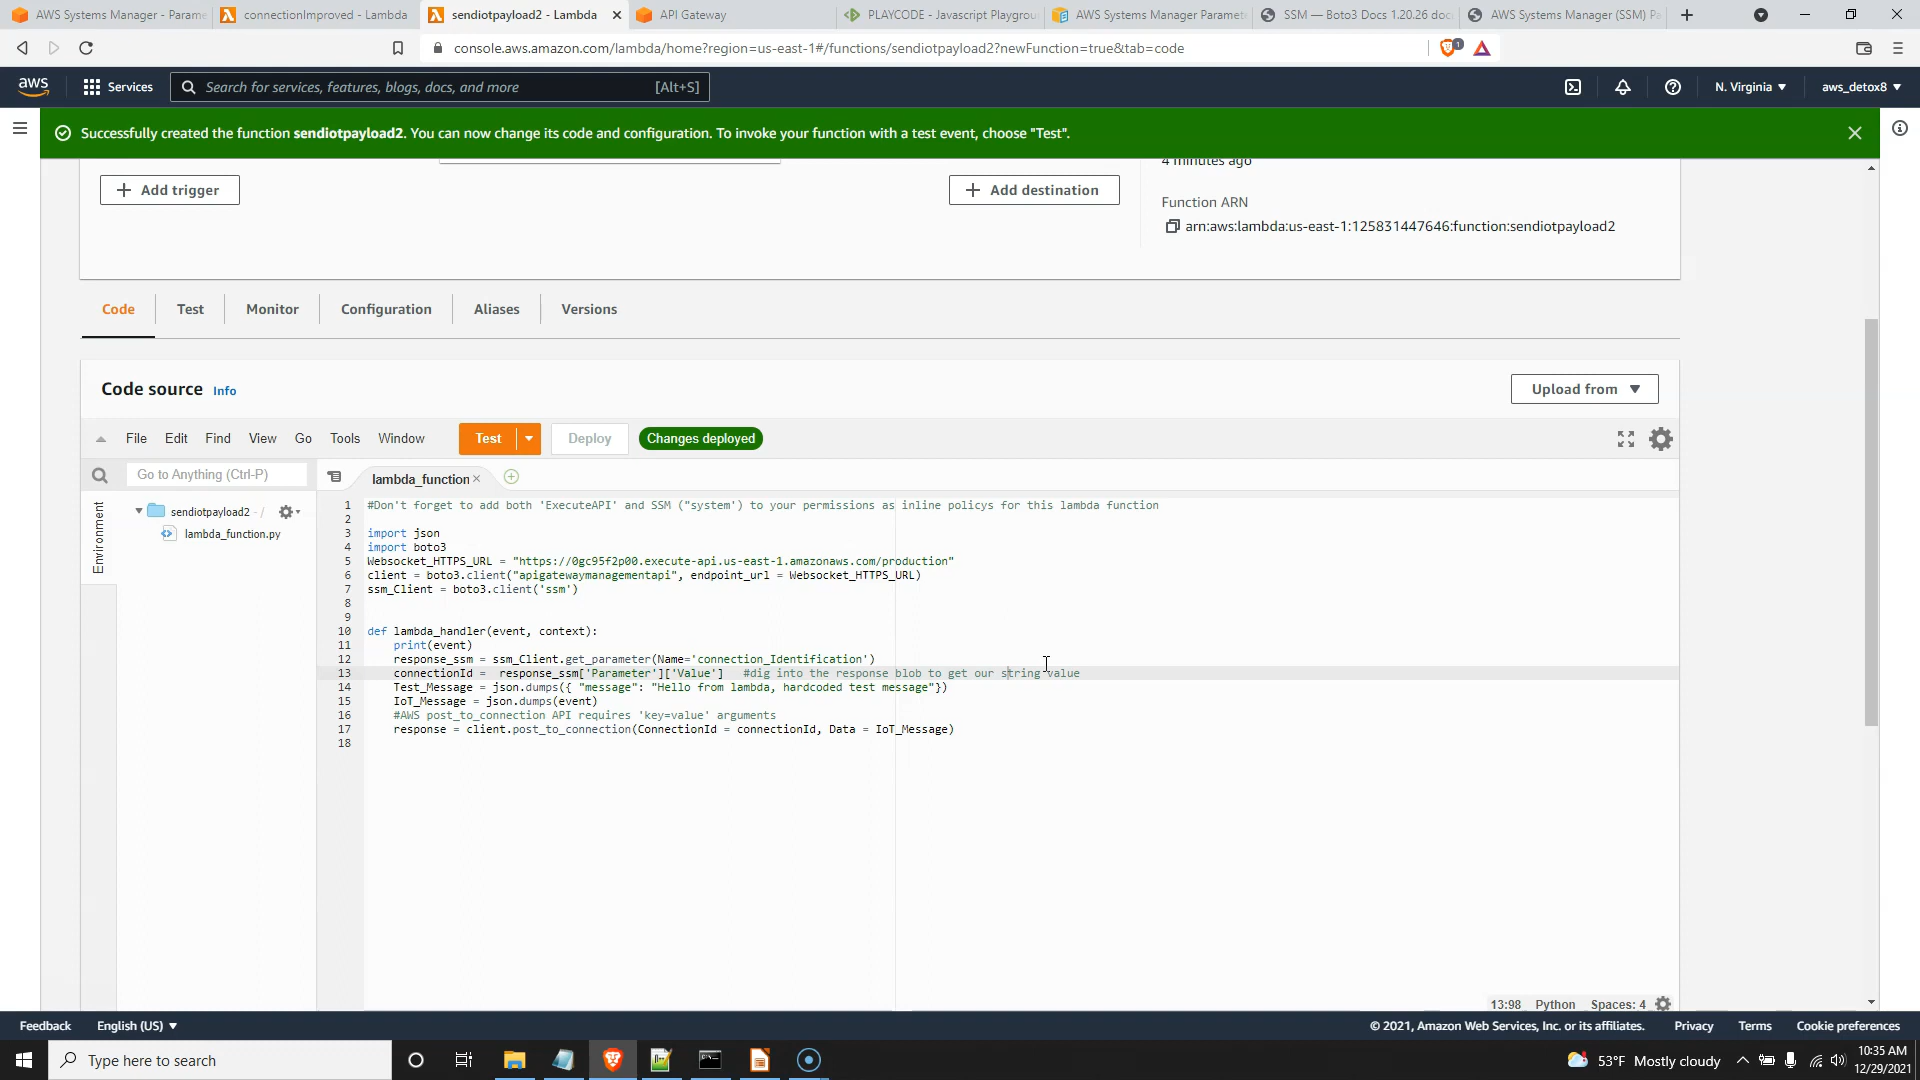 AWS Systems Manager - Parame
connectionImproved - Lambda
sendiotpayload2 - Lambda
API Gateway
PLAYCODE - Javascript Playgrou
AWS Systems Manager Paramet
SSM — Boto3 Docs 1.20.26 doc
AWS Systems Manager (SSM) Pa
console.aws.amazon.com/lambda/home?region=us-east-1#/functions/sendiotpayload2?newFunction=true&tab=code
1
aws
Services
Search for services, features, blogs, docs, and more
[Alt+S]
N. Virginia
aws_detox8
Successfully created the function sendiotpayload2. You can now change its code and configuration. To invoke your function with a test event, choose "Test".
4 minutes ago
Add trigger
Add destination
Function ARN
arn:aws:lambda:us-east-1:125831447646:function:sendiotpayload2
Code
Test
Monitor
Configuration
Aliases
Versions
Code source
Info
Upload from
File
Edit
Find
View
Go
Tools
Window
Test
Deploy
Changes deployed
Go to Anything (Ctrl-P)
lambda_function
Environment
sendiotpayload2 - /
lambda_function.py
1 #Don't forget to add both 'ExecuteAPI' and SSM ("system') to your permissions as inline policys for this lambda function
2
3 import json
4 import boto3
5 Websocket_HTTPS_URL = "https://0gc95f2p00.execute-api.us-east-1.amazonaws.com/production"
6 client = boto3.client("apigatewaymanagementapi", endpoint_url = Websocket_HTTPS_URL)
7 ssm_Client = boto3.client('ssm')
8
9
10 def lambda_handler(event, context):
11 print(event)
12 response_ssm = ssm_Client.get_parameter(Name='connection_Identification')
13 connectionId = response_ssm['Parameter']['Value'] #dig into the response blob to get our string value
14 Test_Message = json.dumps({ "message": "Hello from lambda, hardcoded test message"})
15 IoT_Message = json.dumps(event)
16 #AWS post_to_connection API requires 'key=value' arguments
17 response = client.post_to_connection(ConnectionId = connectionId, Data = IoT_Message)
18
13:98 Python Spaces: 4
Feedback
English (US)
© 2021, Amazon Web Services, Inc. or its affiliates.
Privacy
Terms
Cookie preferences
Type here to search
53°F Mostly cloudy
10:35 AM
12/29/2021